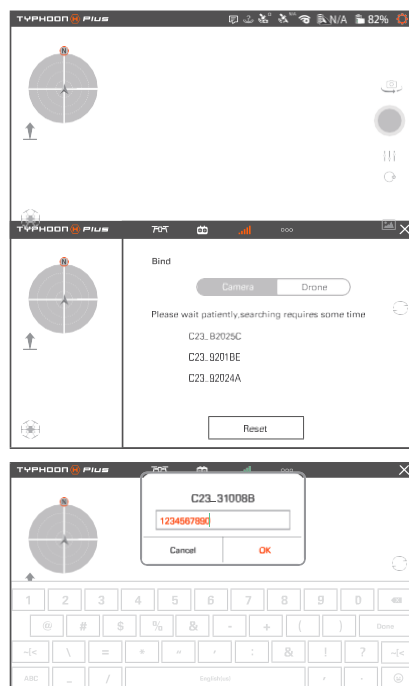 TYPHOON H PLUS N/A 82%
N
TYPHOON H PLUS
N
Bind
Camera Drone
Please wait patiently,searching requires some time
C23_B2025C
C23_9201BE
C23_92024A
Reset
TYPHOON H PLUS
N
C23_31008B
1234567890
Cancel OK
1 2 3 4 5 6 7 8 9 0
@ # $ % & - + ( ) Done
~[< \ = * " ' : & ! ? ~[<
ABC _ / English(us) , .